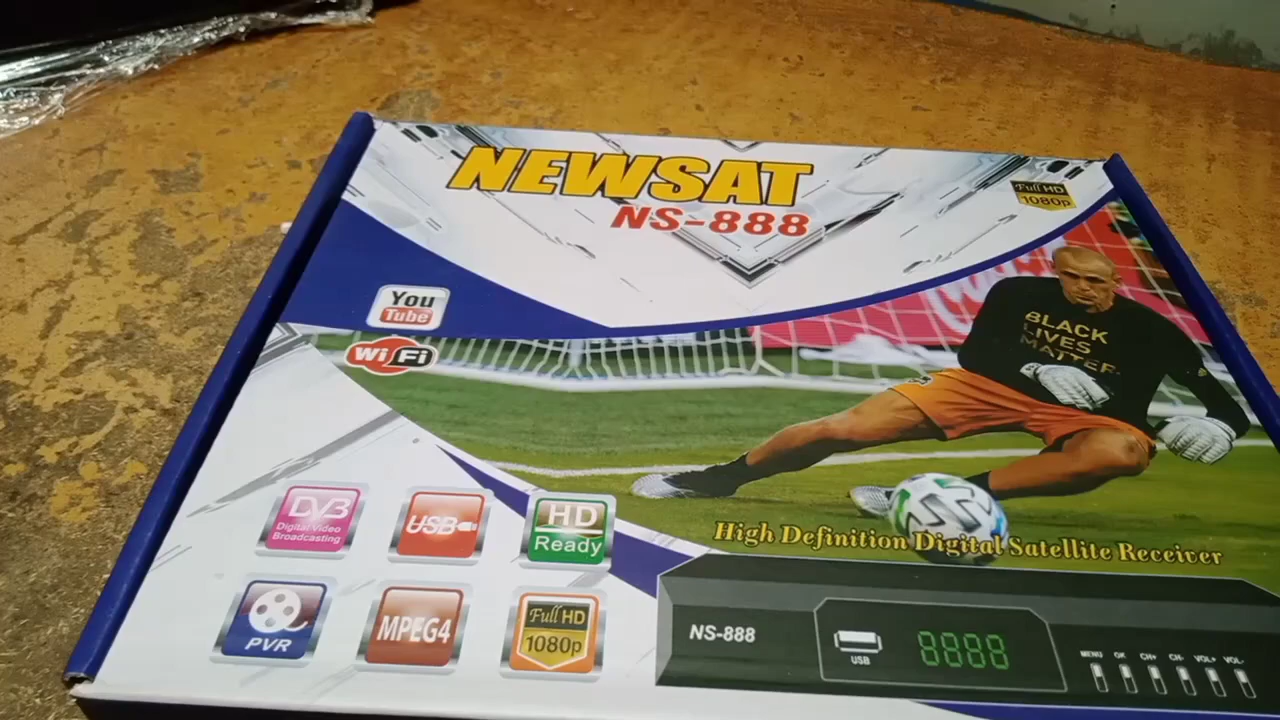 NEWSAT
NS-888
Full HD
1080p
You
Tube
Wi Fi
BLACK
LIVES
MATTER
DVB
Digital Video
Broadcasting
USB
HD
Ready
PVR
MPEG4
Full HD
1080p
High Definition Digital Satellite Receiver
NS-888
USB
8888
MENU OK CH+ CH- VOL+ VOL-